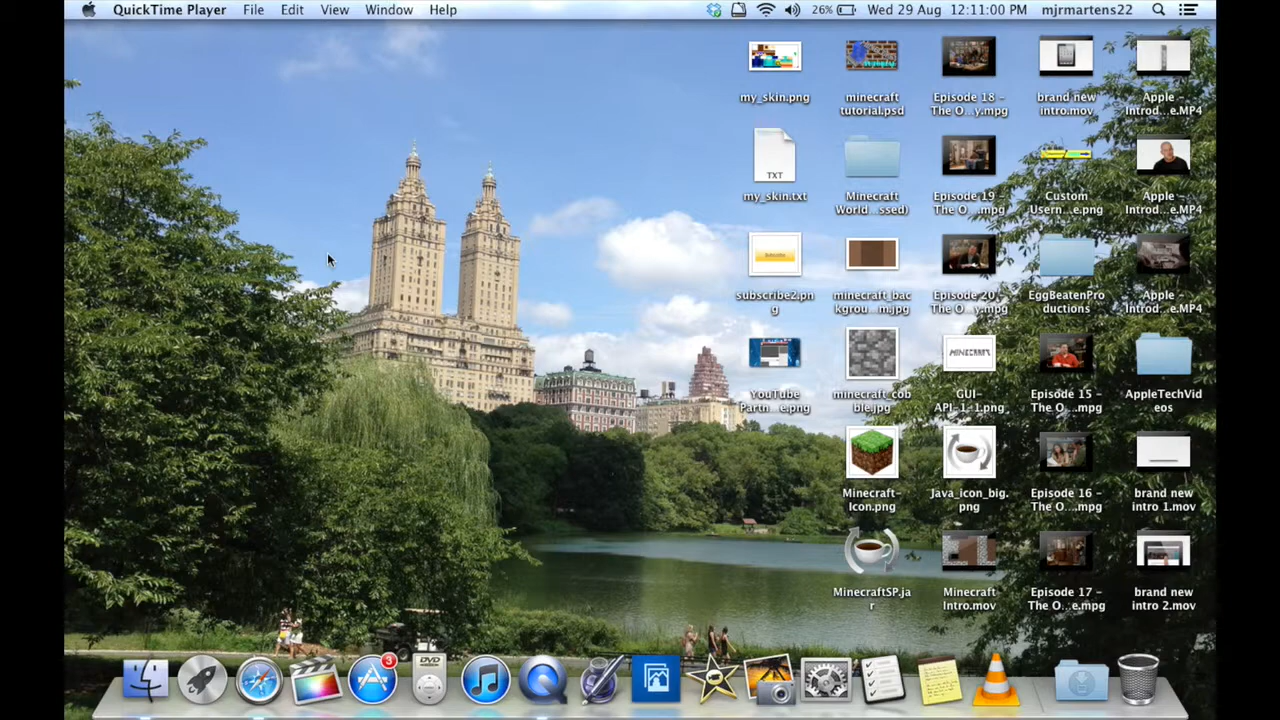 QuickTime Player File Edit View Window Help 26% Wed 29 Aug 12:11:00 PM mjrmartens22
my_skin.png
minecraft
tutorial.psd
Episode 18 –
The O...y.mpg
brand new
intro.mov
Apple –
Introd...e.MP4
TXT
my_skin.txt
Minecraft
World...ssed)
Episode 19 –
The O...y.mpg
Custom
Usern...e.png
Apple –
Introd...e.MP4
Subscribe
subscribe2.pn
g
minecraft_bac
kgrou...m.jpg
Episode 20...
The O...y.mpg
EggBeatenPro
ductions
Apple –
Introd...e.MP4
YouTube
Partn...e.png
minecraft_cob
ble.jpg
MINECRAFT
GUI-
API-1-1.png
Episode 15 –
The O...y.mpg
AppleTechVid
eos
Minecraft-
Icon.png
Java_icon_big.
png
Episode 16 –
The O...y.mpg
brand new
intro 1.mov
MinecraftSP.ja
r
Minecraft
Intro.mov
Episode 17 –
The O...e.mpg
brand new
intro 2.mov
3
DVD